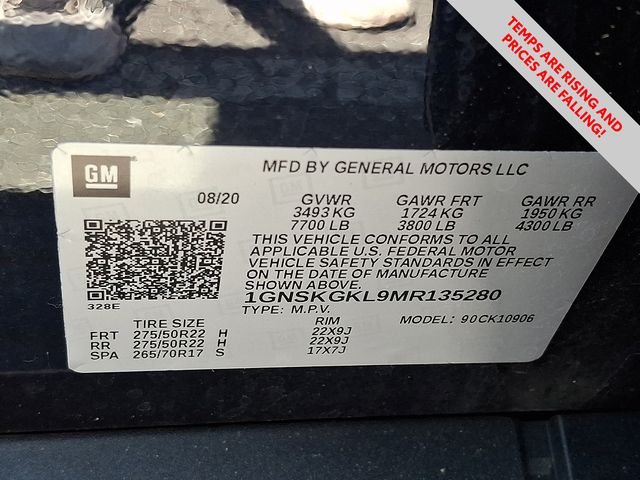 TEMPS ARE RISING AND
PRICES ARE FALLING!
GM
MFD BY GENERAL MOTORS LLC
08/20 GVWR GAWR FRT GAWR RR
3493 KG 1724 KG 1950 KG
7700 LB 3800 LB 4300 LB
THIS VEHICLE CONFORMS TO ALL
APPLICABLE U.S. FEDERAL MOTOR
VEHICLE SAFETY STANDARDS IN EFFECT
ON THE DATE OF MANUFACTURE
SHOWN ABOVE.
328E
1GNSKGKL9MR135280
TYPE: M.P.V. MODEL: 90CK10906
TIRE SIZE RIM
FRT 275/50R22 H 22X9J
RR 275/50R22 H 22X9J
SPA 265/70R17 S 17X7J